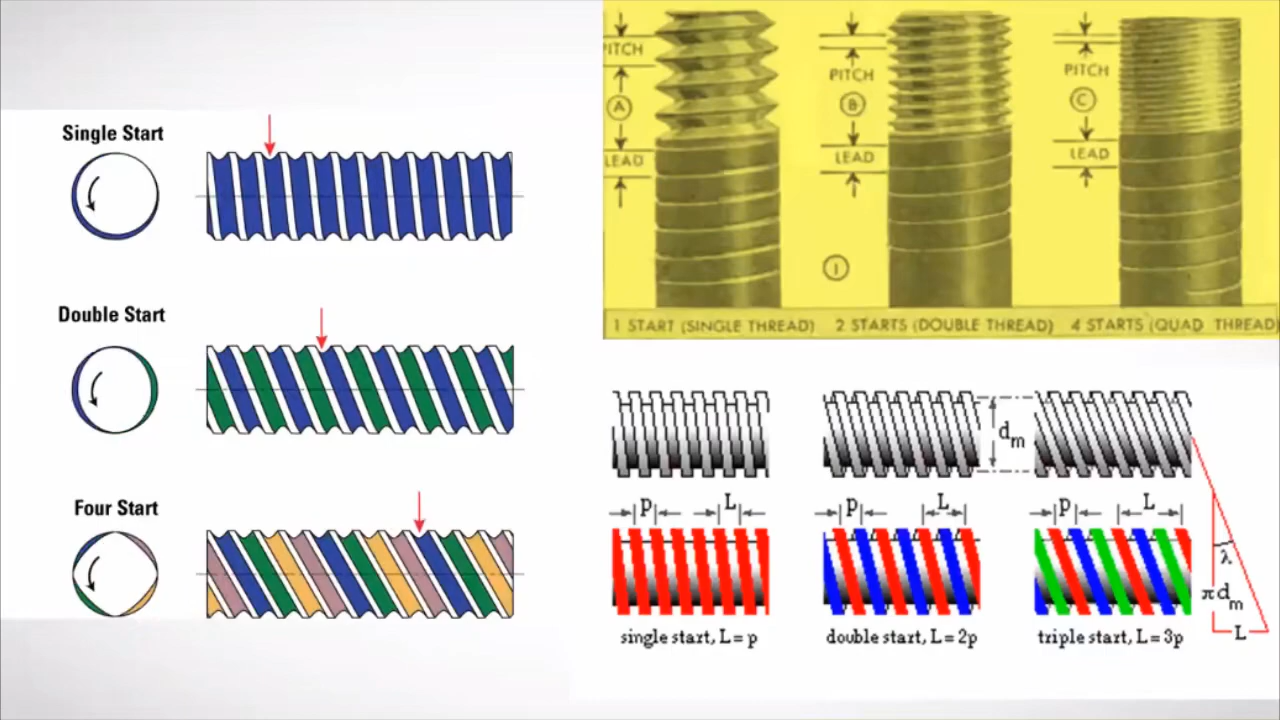 Single Start
Double Start
Four Start
PITCH
A
LEAD
PITCH
B
LEAD
I
PITCH
C
LEAD
1 START (SINGLE THREAD)
2 STARTS (DOUBLE THREAD)
4 STARTS (QUAD THREAD)
dm
p
L
p
L
p
L
λ
πdm
L
single start, L = p
double start, L = 2p
triple start, L = 3p